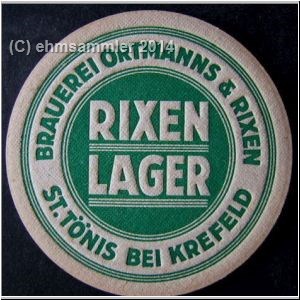 (C) ehmsammler 2014
BRAUEREI ORTMANNS & RIXEN
RIXEN
LAGER
ST. TÖNIS BEI KREFELD